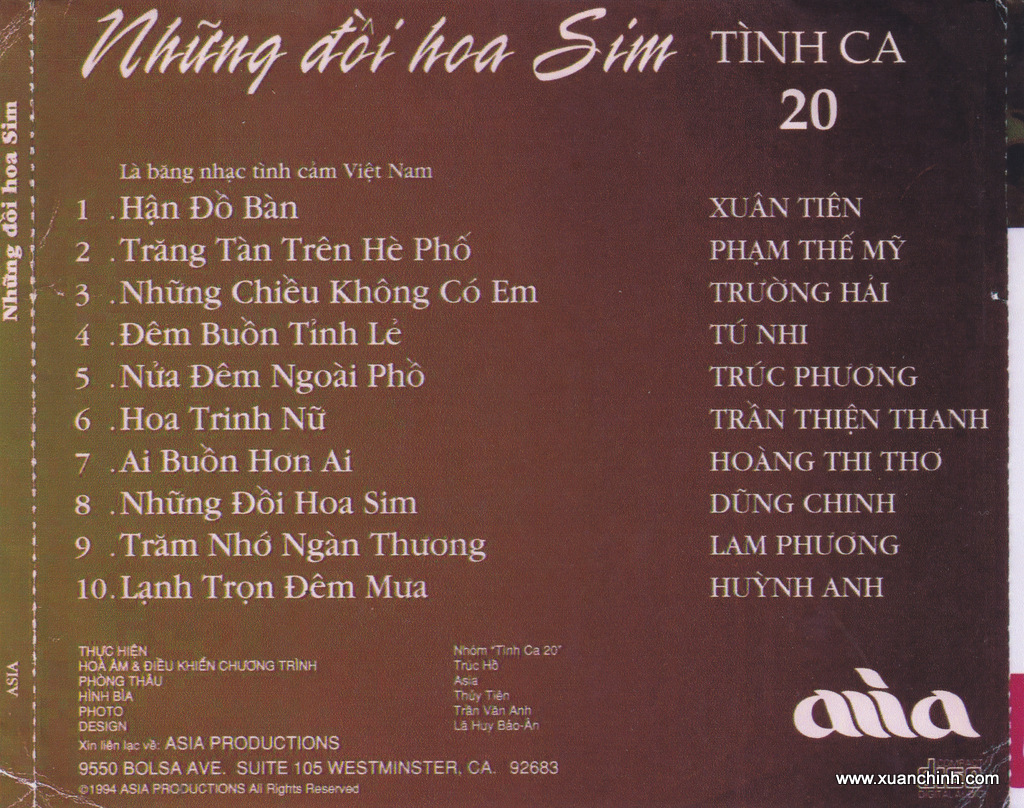 Những đồi hoa Sim TÌNH CA
20
Là băng nhạc tình cảm Việt Nam
1 .Hận Đồ Bàn XUÂN TIÊN
2 .Trăng Tàn Trên Hè Phố PHẠM THẾ MỸ
3 .Những Chiều Không Có Em TRƯỜNG HẢI
4 .Đêm Buồn Tỉnh Lẻ TÚ NHI
5 .Nửa Đêm Ngoài Phồ TRÚC PHƯƠNG
6 .Hoa Trinh Nữ TRẦN THIỆN THANH
7 .Ai Buồn Hơn Ai HOÀNG THI THƠ
8 .Những Đồi Hoa Sim DŨNG CHINH
9 .Trăm Nhớ Ngàn Thương LAM PHƯƠNG
10.Lạnh Trọn Đêm Mưa HUỲNH ANH
THỰC HIỆN Nhóm "Tình Ca 20"
HOÀ ÂM & ĐIỀU KHIỂN CHƯƠNG TRÌNH Trúc Hồ
PHÒNG THÂU Asia
HÌNH BÌA Thủy Tiên
PHOTO Trần Văn Anh
DESIGN Lã Huy Bảo-Ân
Xin liên lạc về: ASIA PRODUCTIONS
9550 BOLSA AVE. SUITE 105 WESTMINSTER, CA. 92683
©1994 ASIA PRODUCTIONS All Rights Reserved
asia
COMPACT
disc
DIGITAL AUDIO
www.xuanchinh.com
Những đồi hoa Sim
ASIA